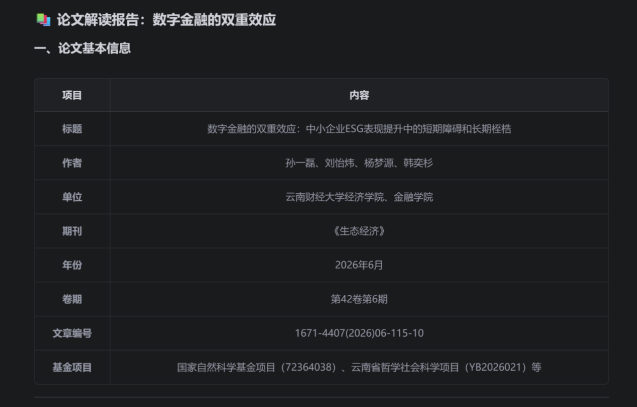 📚 论文解读报告：数字金融的双重效应
一、论文基本信息
项目 内容
标题 数字金融的双重效应：中小企业ESG表现提升中的短期障碍和长期桎梏
作者 孙一磊、刘怡炜、杨梦源、韩奕杉
单位 云南财经大学经济学院、金融学院
期刊 《生态经济》
年份 2026年6月
卷期 第42卷第6期
文章编号 1671-4407(2026)06-115-10
基金项目 国家自然科学基金项目（72364038）、云南省哲学社会科学项目（YB2026021）等